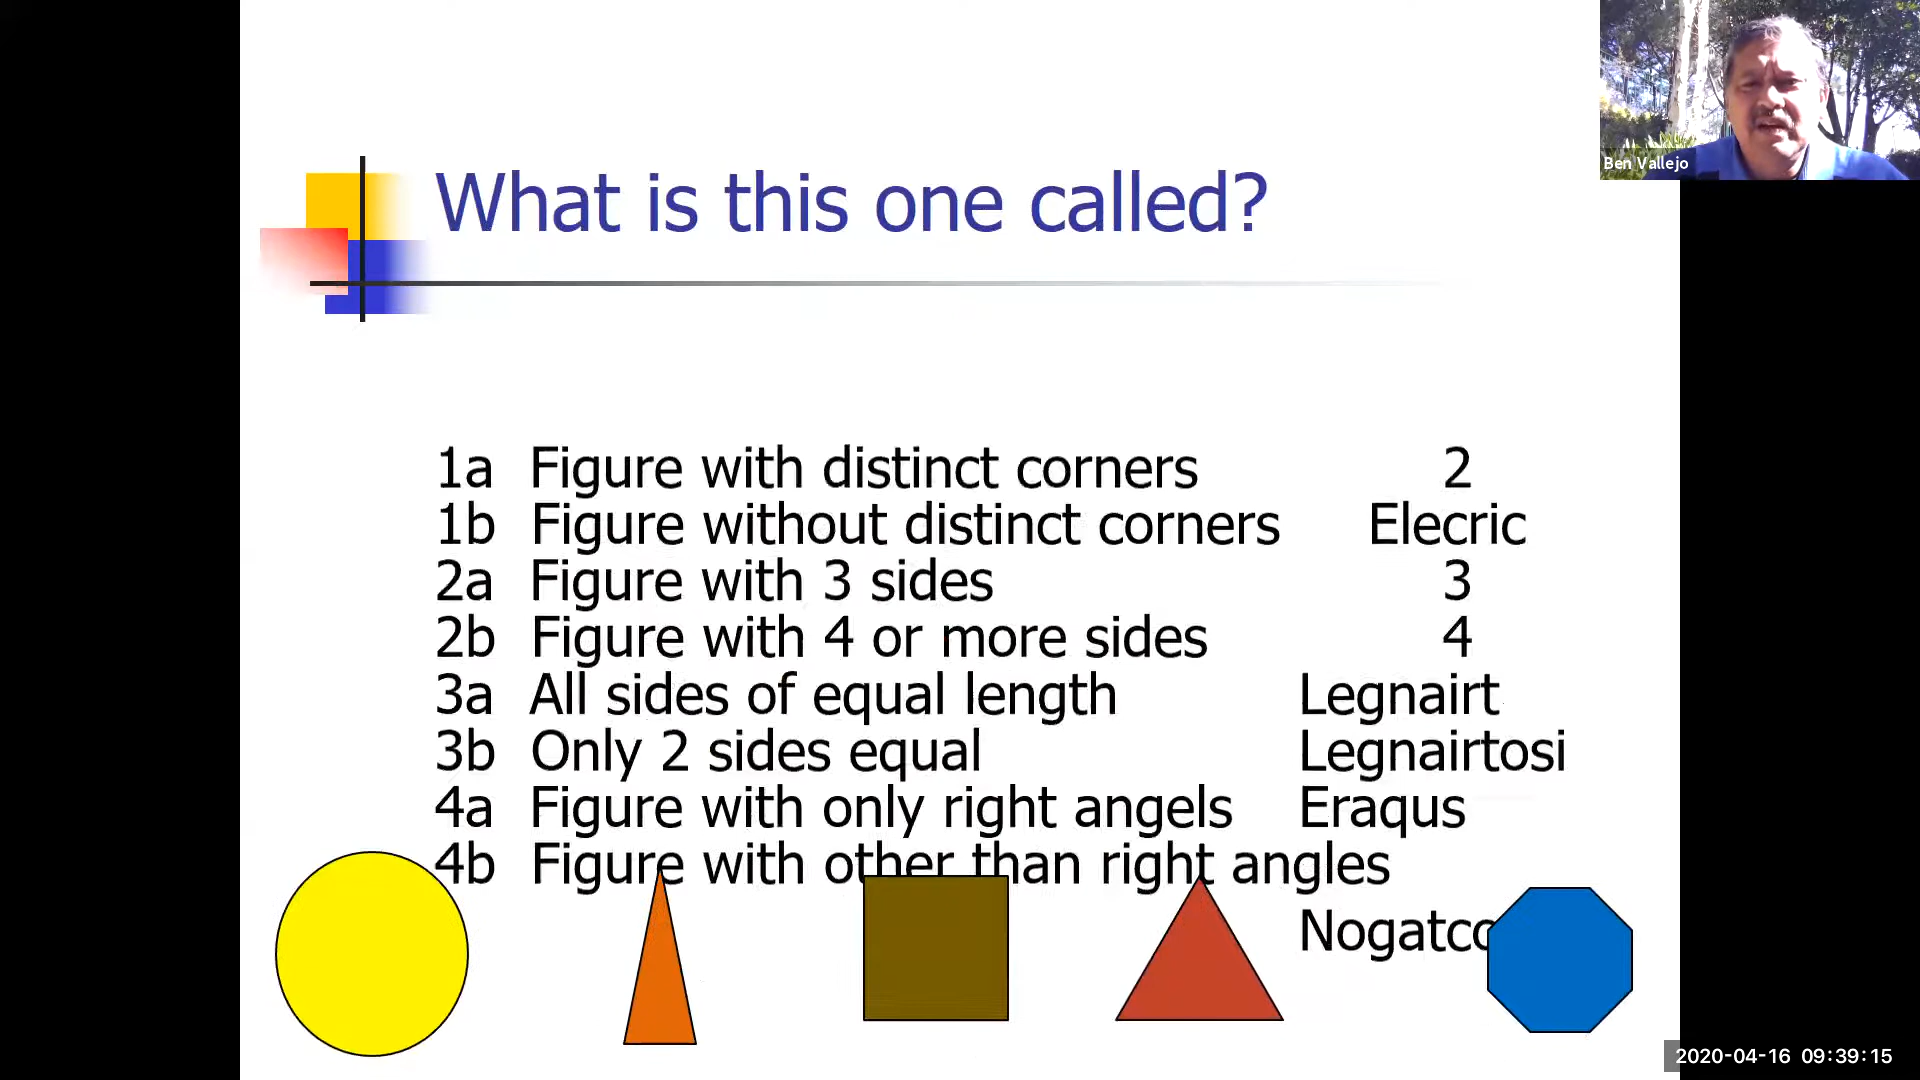 Ben Vallejo
What is this one called?
1a Figure with distinct corners 2
1b Figure without distinct corners Elecric
2a Figure with 3 sides 3
2b Figure with 4 or more sides 4
3a All sides of equal length Legnairt
3b Only 2 sides equal Legnairtosi
4a Figure with only right angels Eraqus
4b Figure with other than right angles
2020-04-16 09:39:15